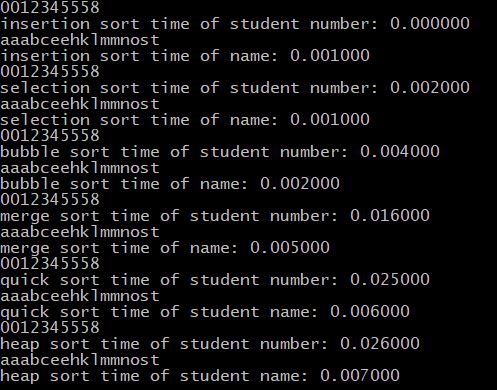 0012345558
insertion sort time of student number: 0.000000
aaabceehklmmnost
insertion sort time of name: 0.001000
0012345558
selection sort time of student number: 0.002000
aaabceehklmmnost
selection sort time of name: 0.001000
0012345558
bubble sort time of student number: 0.004000
aaabceehklmmnost
bubble sort time of name: 0.002000
0012345558
merge sort time of student number: 0.016000
aaabceehklmmnost
merge sort time of name: 0.005000
0012345558
quick sort time of student number: 0.025000
aaabceehklmmnost
quick sort time of student name: 0.006000
0012345558
heap sort time of student number: 0.026000
aaabceehklmmnost
heap sort time of student name: 0.007000